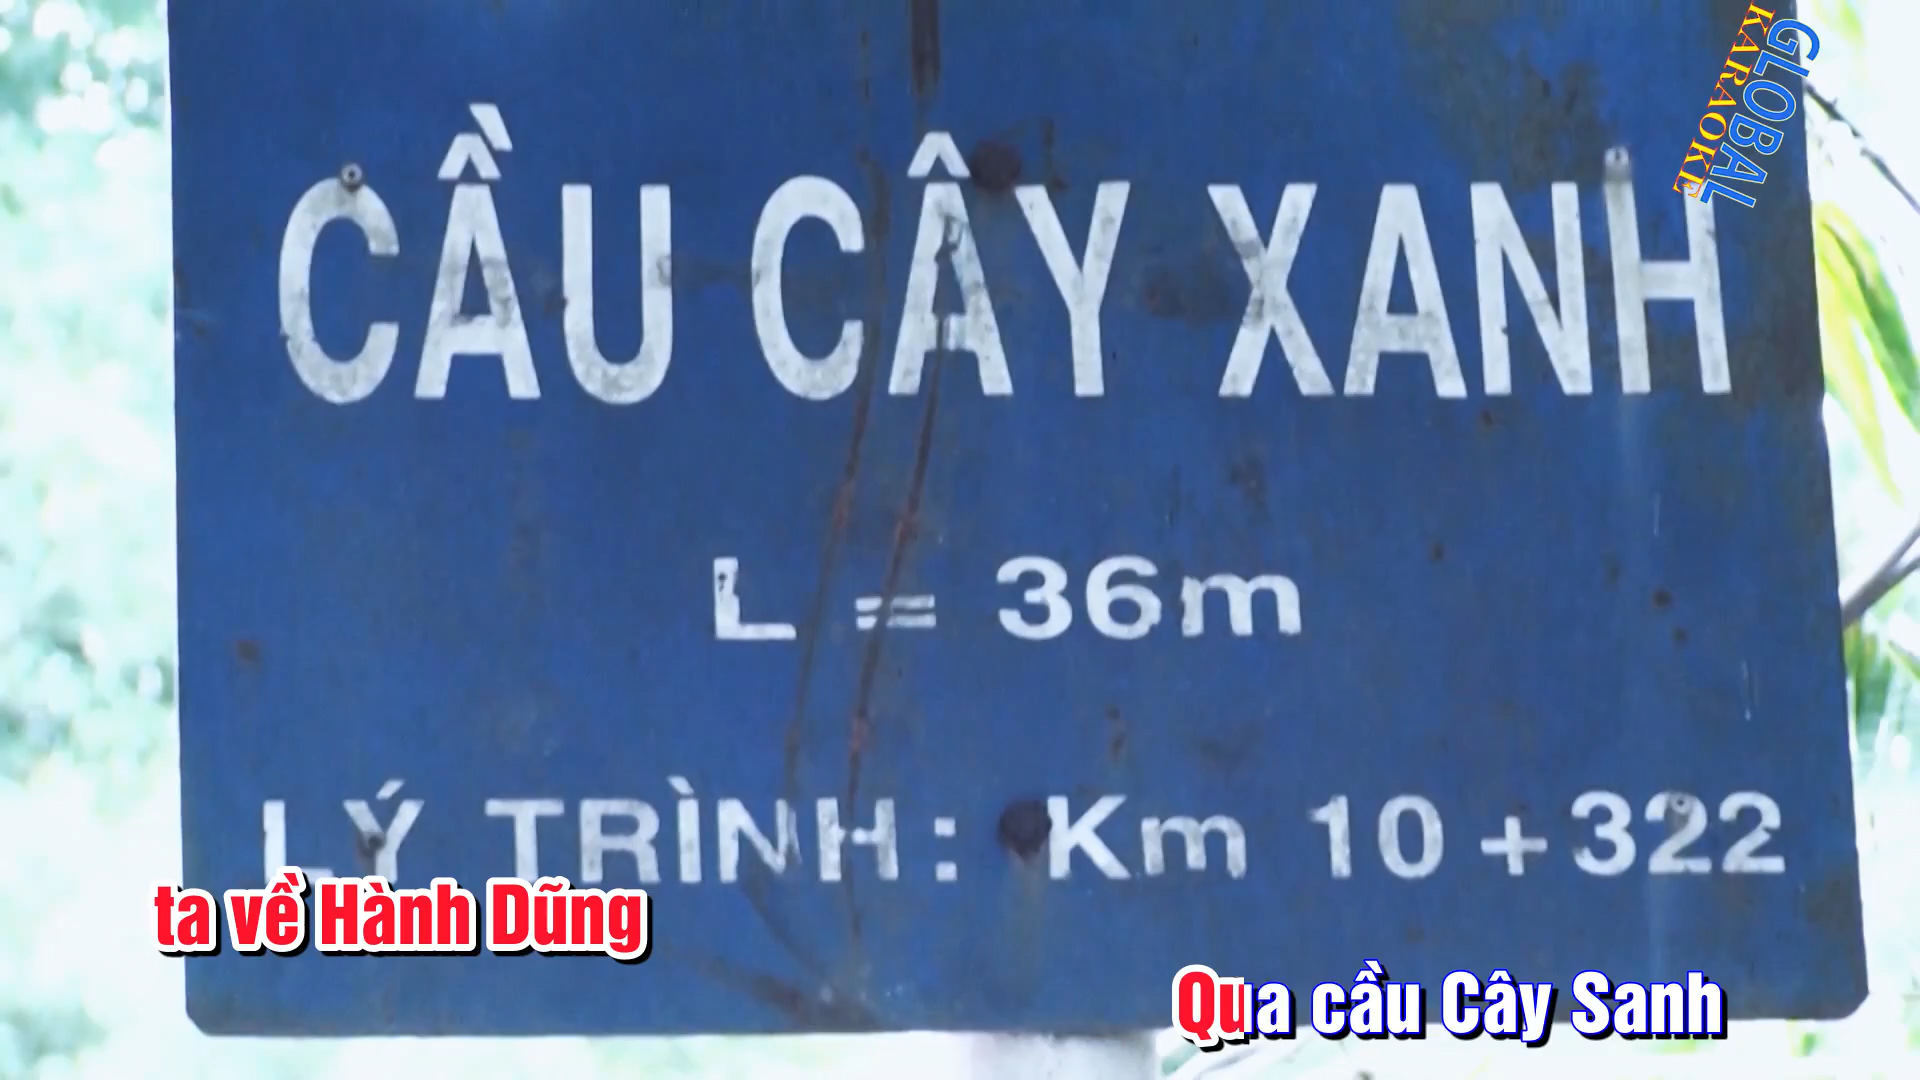 GLOBAL
KARAOKE
CẦU CÂY XANH
L = 36m
LÝ TRÌNH: Km 10+322
ta về Hành Dũng
Qua cầu Cây Sanh